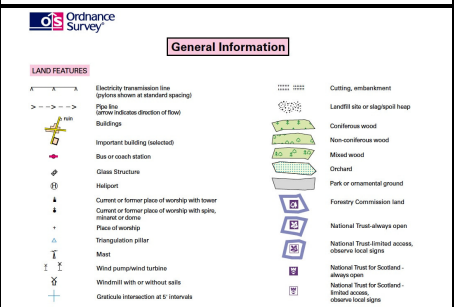 OS Ordnance
Survey®
General Information
LAND FEATURES
Electricity transmission line
(pylons shown at standard spacing)
Pipe line
(arrow indicates direction of flow)
ruin
Buildings
Important building (selected)
Bus or coach station
Glass Structure
H
Heliport
Current or former place of worship with tower
Current or former place of worship with spire,
minaret or dome
Place of worship
Triangulation pillar
Mast
Wind pump/wind turbine
Windmill with or without sails
Graticule intersection at 5' intervals
Cutting, embankment
Landfill site or slag/spoil heap
Coniferous wood
Non-coniferous wood
Mixed wood
Orchard
Park or ornamental ground
Forestry Commission land
National Trust-always open
National Trust-limited access,
observe local signs
National Trust for Scotland -
always open
National Trust for Scotland -
limited access,
observe local signs